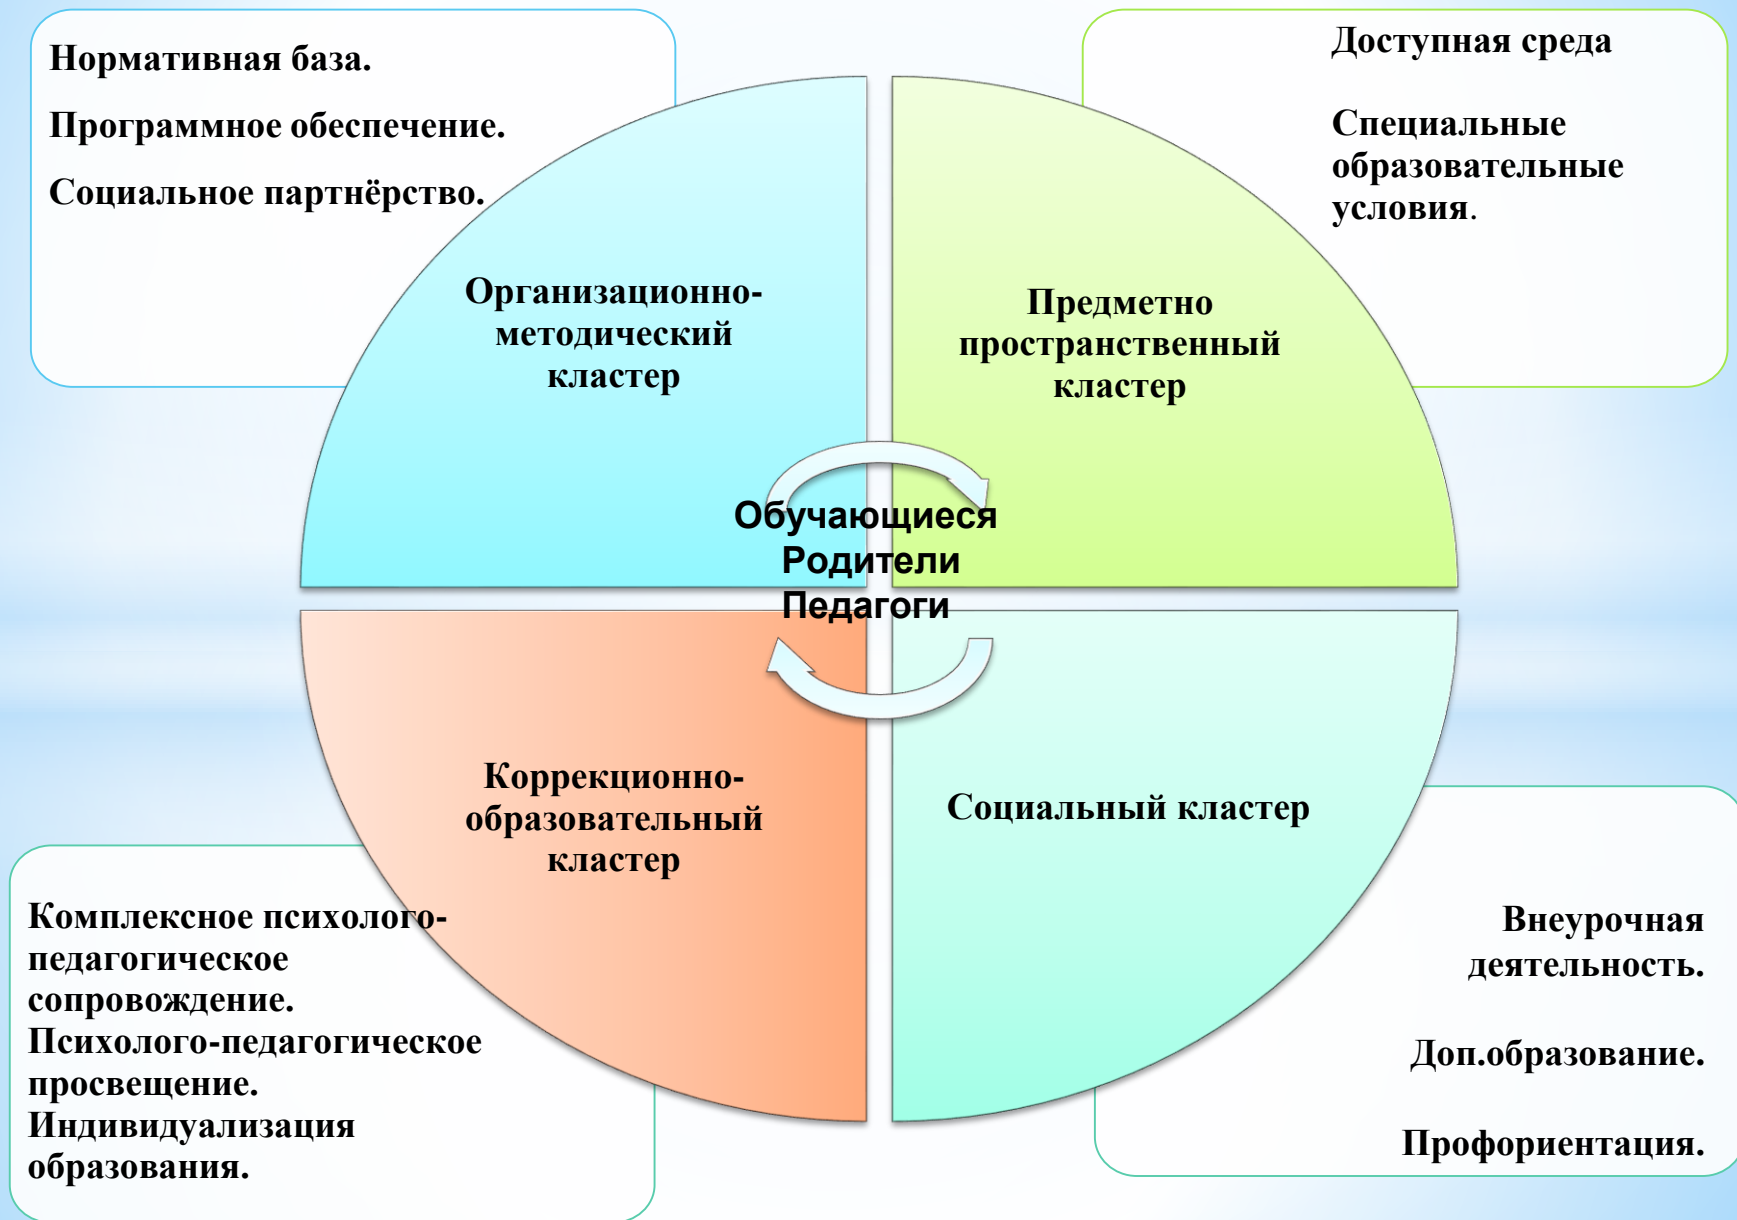 Нормативная база.
Программное обеспечение.
Социальное партнёрство.
Доступная среда
Специальные
образовательные
условия.
Организационно-
методический
кластер
Предметно
пространственный
кластер
Обучающиеся
Родители
Педагоги
Коррекционно-
образовательный
кластер
Социальный кластер
Комплексное психолого-
педагогическое
сопровождение.
Психолого-педагогическое
просвещение.
Индивидуализация
образования.
Внеурочная
деятельность.
Доп.образование.
Профориентация.